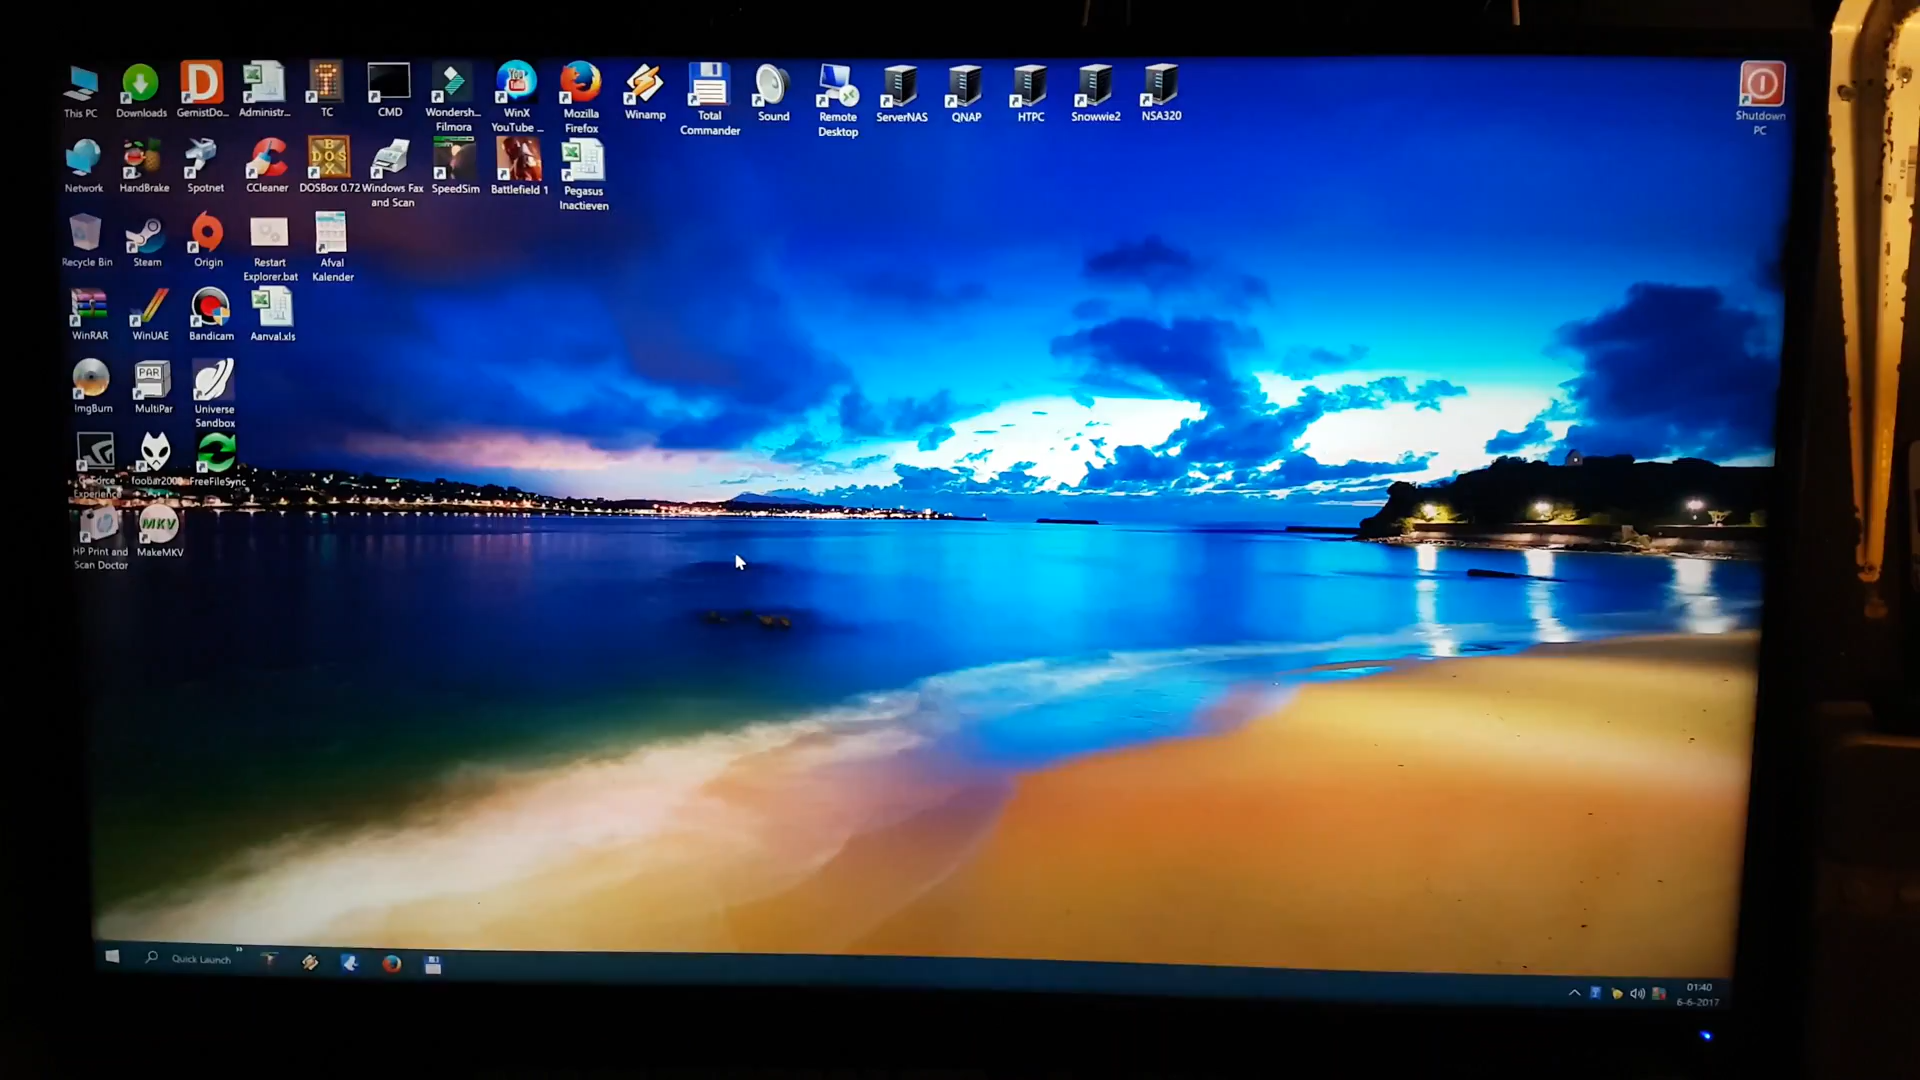 This PC
Downloads
GemistDo...
Administr...
TC
CMD
Wondersh...
Filmora
WinX
YouTube ...
Mozilla
Firefox
Winamp
Total
Commander
Sound
Remote
Desktop
ServerNAS
QNAP
HTPC
Snowwie2
NSA320
Shutdown
PC
Network
HandBrake
Spotnet
CCleaner
DOSBox 0.72
Windows Fax
and Scan
SpeedSim
Battlefield 1
Pegasus
Inactieven
Recycle Bin
Steam
Origin
Restart
Explorer.bat
Afval
Kalender
WinRAR
WinUAE
Bandicam
Aanval.xls
ImgBurn
PAR
MultiPar
Universe
Sandbox
GeForce
Experience
foobar2000
FreeFileSync
HP Print and
Scan Doctor
MKV
MakeMKV
Quick Launch
01:40
6-6-2017